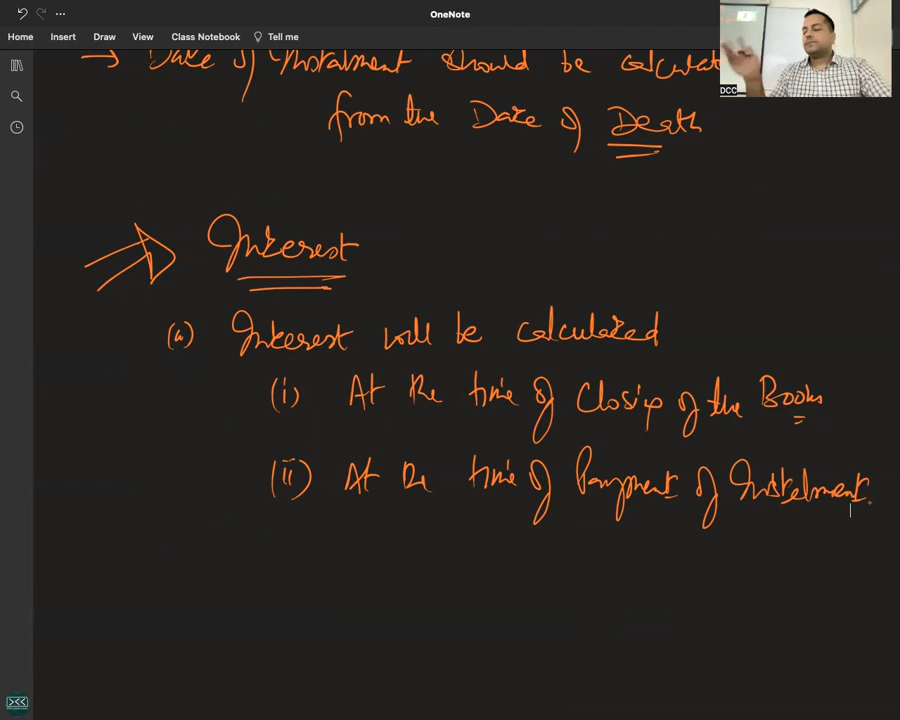 OneNote
Home Insert Draw View Class Notebook Tell me
DCC
→ Date of Instalment should be calculat
from the Date of Death
Interest
(a) Interest will be calculated
(i) At the time of Closing of the Books
(ii) At the time of Payment of Instalment